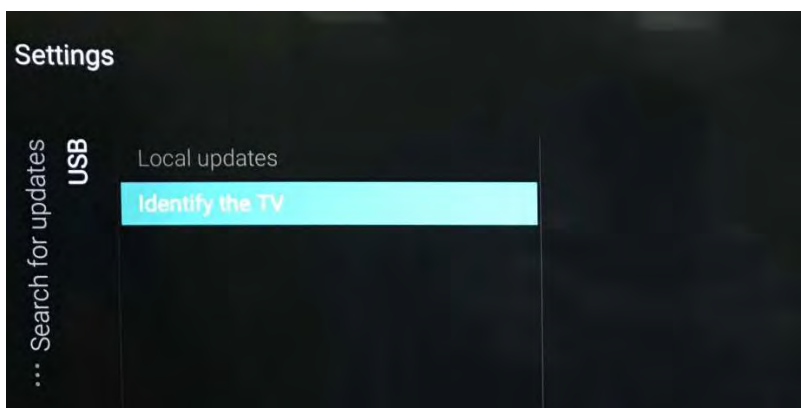 Settings
... Search for updates
USB
Local updates
Identify the TV